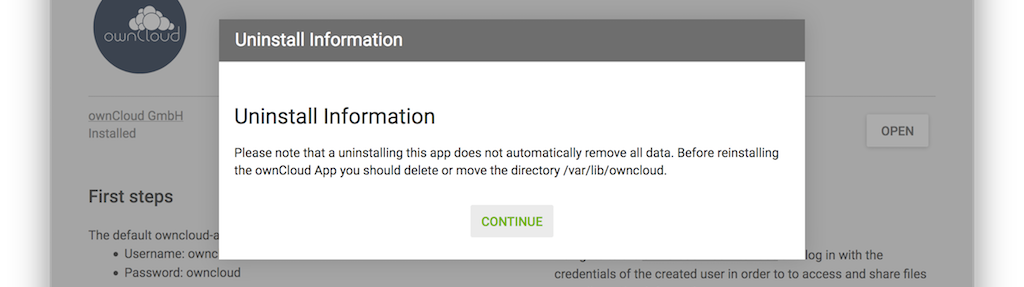 ownCloud
Uninstall Information
Uninstall Information
Please note that a uninstalling this app does not automatically remove all data. Before reinstalling
the ownCloud App you should delete or move the directory /var/lib/owncloud.
CONTINUE
ownCloud GmbH
Installed
OPEN
First steps
The default owncloud-a
• Username: ownc
• Password: owncloud
log in with the
credentials of the created user in order to to access and share files